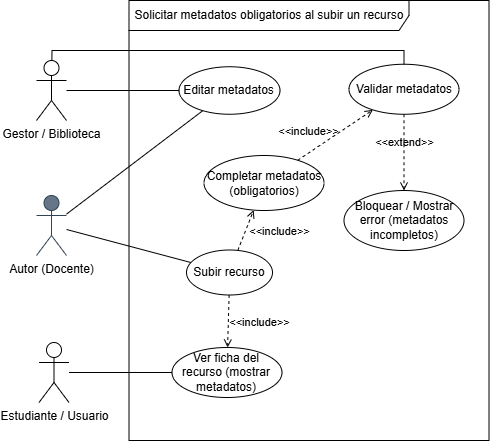 Solicitar metadatos obligatorios al subir un recurso
Editar metadatos
Validar metadatos
Gestor / Biblioteca
<<include>>
<<extend>>
Completar metadatos
(obligatorios)
Bloquear / Mostrar
error (metadatos
incompletos)
<<include>>
Autor (Docente)
Subir recurso
<<include>>
Ver ficha del
recurso (mostrar
metadatos)
Estudiante / Usuario